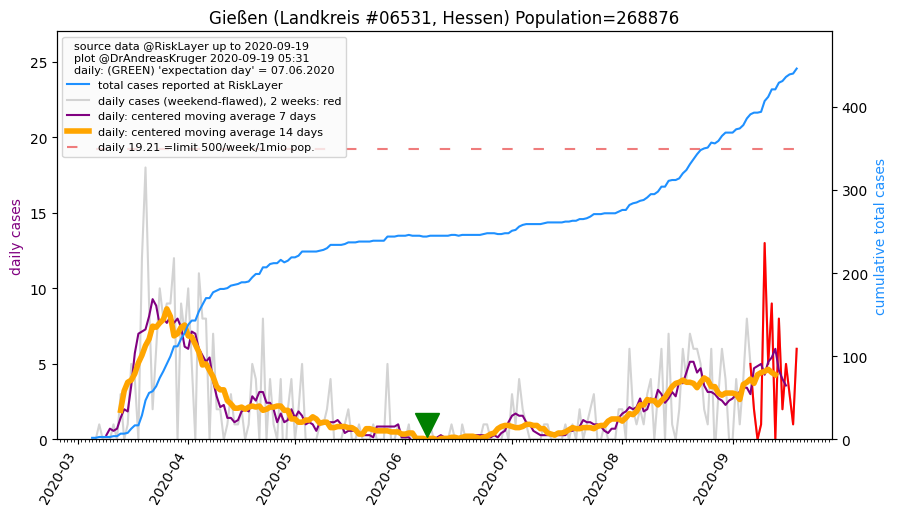 Gießen (Landkreis #06531, Hessen) Population=268876
source data @RiskLayer up to 2020-09-19
plot @DrAndreasKruger 2020-09-19 05:31
daily: (GREEN) 'expectation day' = 07.06.2020
total cases reported at RiskLayer
daily cases (weekend-flawed), 2 weeks: red
daily: centered moving average 7 days
daily: centered moving average 14 days
daily 19.21 =limit 500/week/1mio pop.
daily cases
25
20
15
10
5
0
400
300
200
100
0
cumulative total cases
2020-03
2020-04
2020-05
2020-06
2020-07
2020-08
2020-09